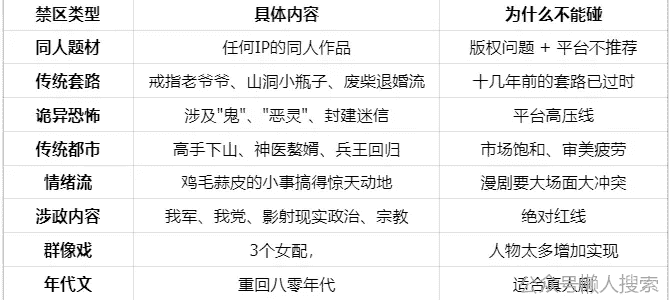 禁区类型 具体内容 为什么不能碰
同人题材 任何IP的同人作品 版权问题 + 平台不推荐
传统套路 戒指老爷爷、山洞小瓶子、废柴退婚流 十几年前的套路已过时
诡异恐怖 涉及"鬼"、"恶灵"、封建迷信 平台高压线
传统都市 高手下山、神医赘婿、兵王回归 市场饱和、审美疲劳
情绪流 鸡毛蒜皮的小事搞得惊天动地 漫剧要大场面大冲突
涉政内容 我军、我党、影射现实政治、宗教 绝对红线
群像戏 3个女配， 人物太多增加实现
年代文 重回八零年代 适合真人剧
懒人搜索